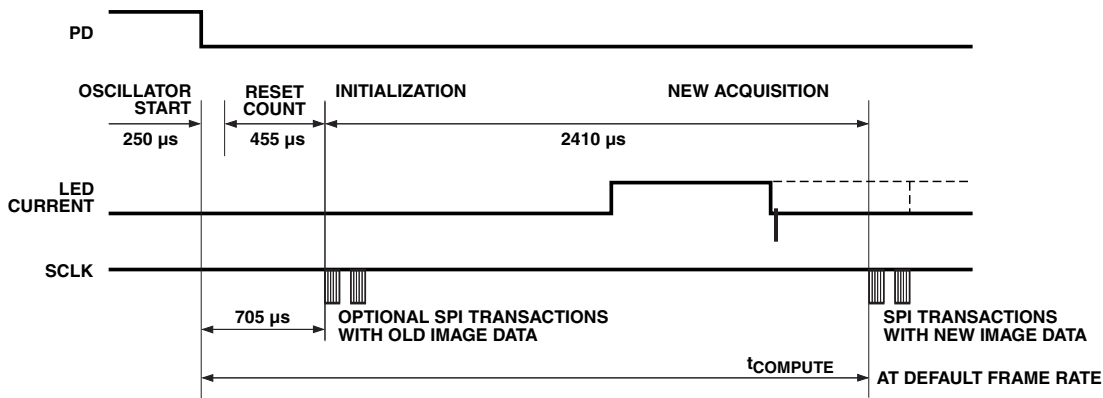 PD
OSCILLATOR
START
RESET
COUNT
INITIALIZATION
NEW ACQUISITION
250 µs
455 µs
2410 µs
LED
CURRENT
SCLK
705 µs
OPTIONAL SPI TRANSACTIONS
WITH OLD IMAGE DATA
SPI TRANSACTIONS
WITH NEW IMAGE DATA
tCOMPUTE
AT DEFAULT FRAME RATE